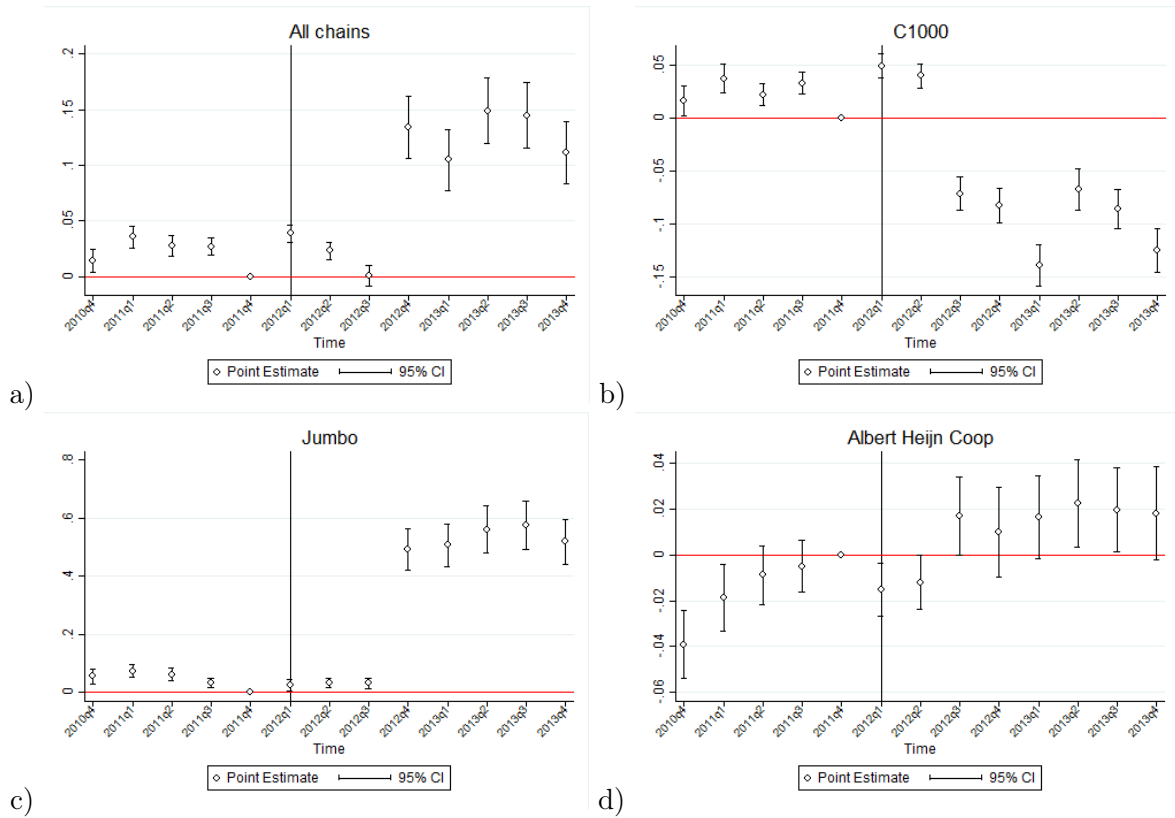 All chains
.2
.15
.1
.05
0
2010q4 2011q1 2011q2 2011q3 2011q4 2012q1 2012q2 2012q3 2012q4 2013q1 2013q2 2013q3 2013q4
Time
Point Estimate 95% CI
a)
C1000
.05
0
-.05
-.1
-.15
2010q4 2011q1 2011q2 2011q3 2011q4 2012q1 2012q2 2012q3 2012q4 2013q1 2013q2 2013q3 2013q4
Time
Point Estimate 95% CI
b)
Jumbo
.8
.6
.4
.2
0
2010q4 2011q1 2011q2 2011q3 2011q4 2012q1 2012q2 2012q3 2012q4 2013q1 2013q2 2013q3 2013q4
Time
Point Estimate 95% CI
c)
Albert Heijn Coop
.04
.02
0
-.02
-.04
-.06
2010q4 2011q1 2011q2 2011q3 2011q4 2012q1 2012q2 2012q3 2012q4 2013q1 2013q2 2013q3 2013q4
Time
Point Estimate 95% CI
d)